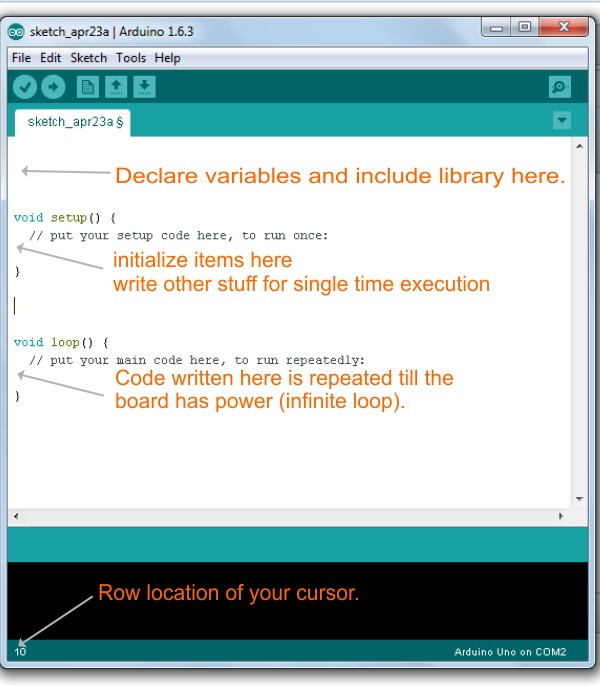 sketch_apr23a | Arduino 1.6.3
File Edit Sketch Tools Help
sketch_apr23a §
Declare variables and include library here.
void setup() {
// put your setup code here, to run once:
initialize items here
write other stuff for single time execution
}
void loop() {
// put your main code here, to run repeatedly:
Code written here is repeated till the
board has power (infinite loop).
}
Row location of your cursor.
10
Arduino Uno on COM2